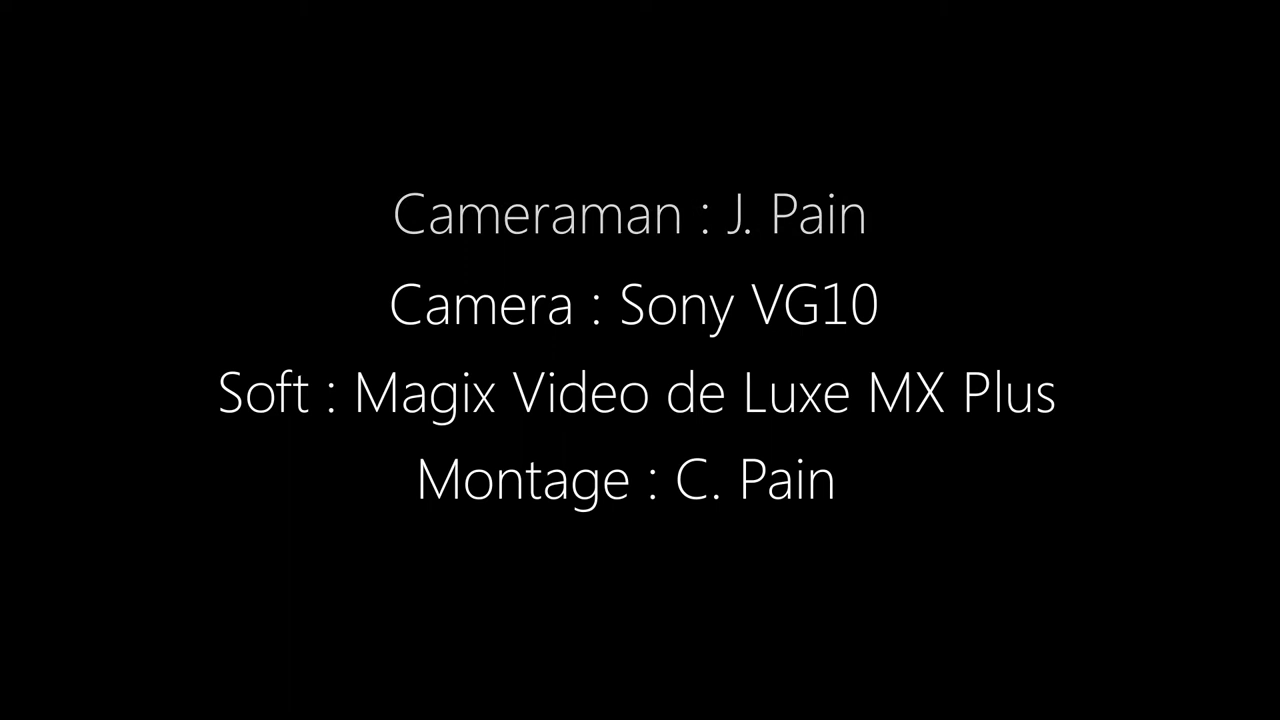 Cameraman : J. Pain
Camera : Sony VG10
Soft : Magix Video de Luxe MX Plus
Montage : C. Pain